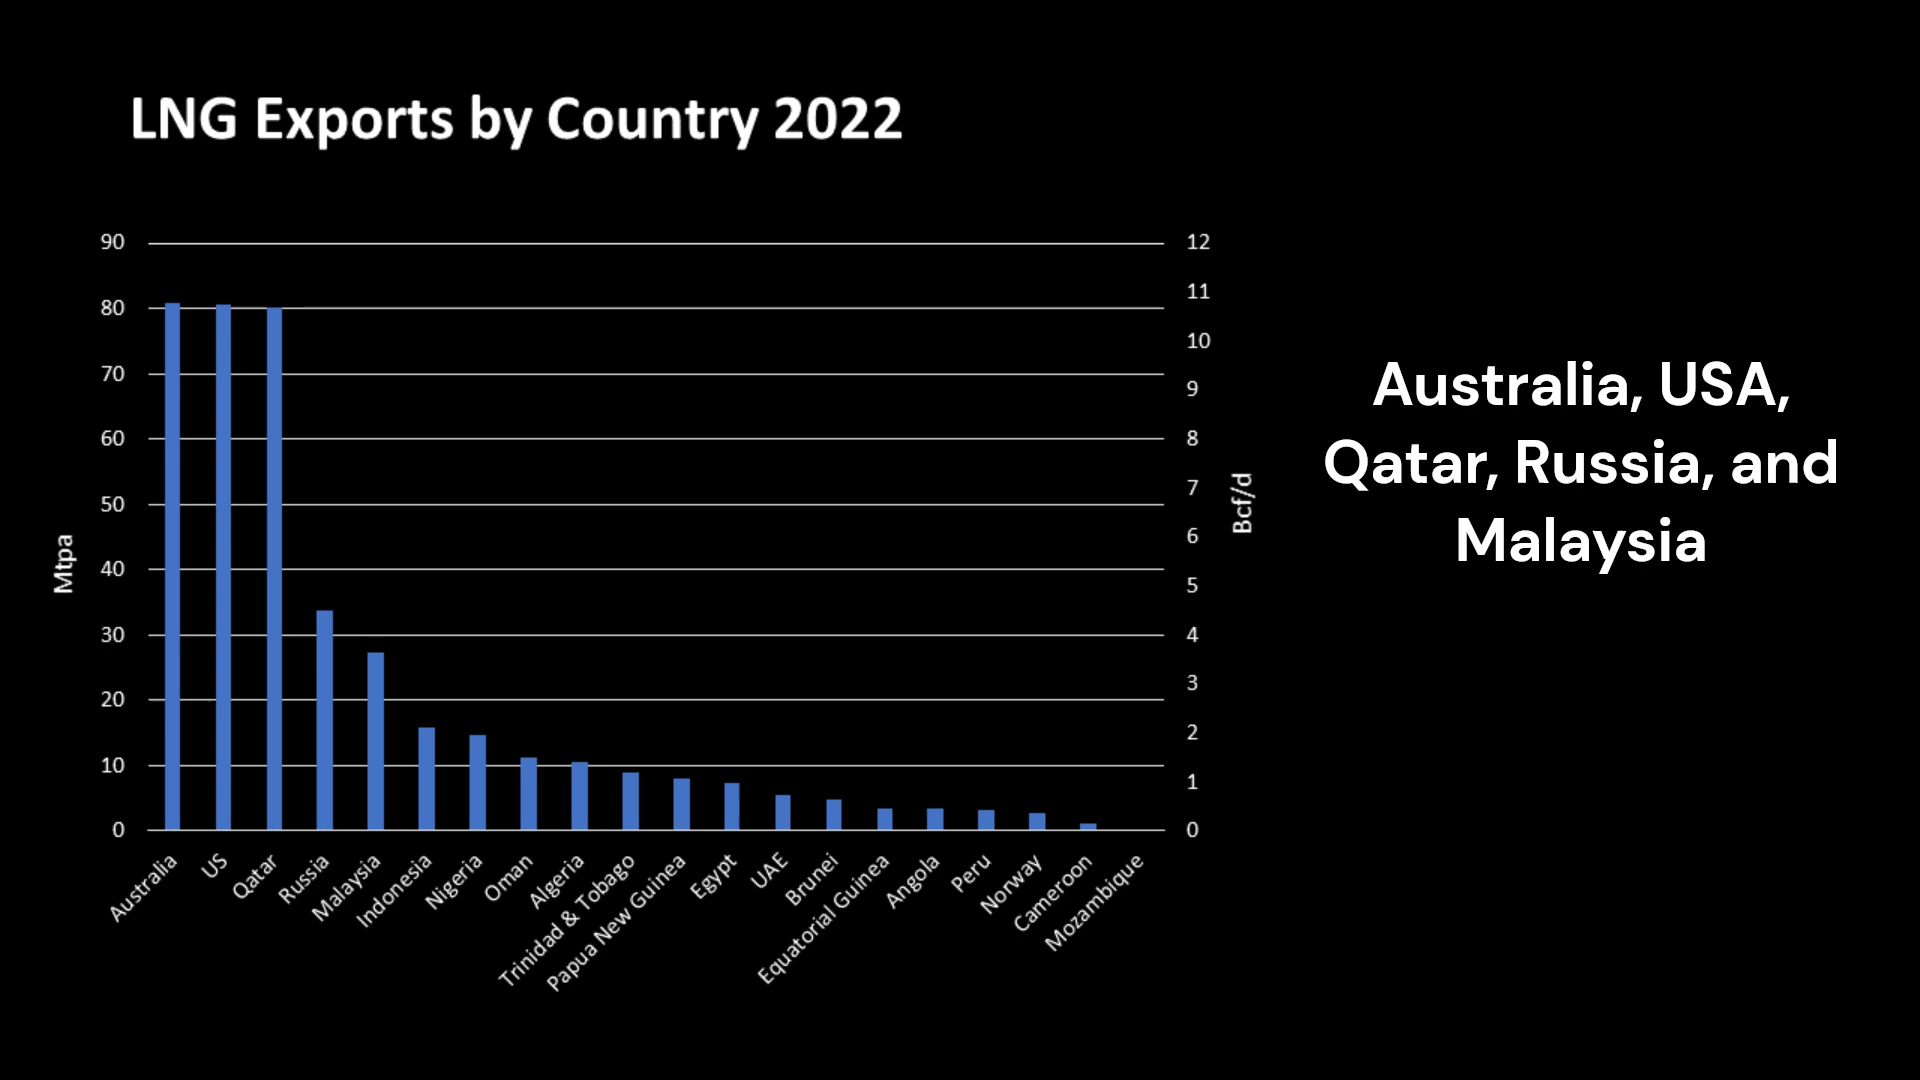 LNG Exports by Country 2022
90
80
70
60
50
40
30
20
10
0
Mtpa
12
11
10
9
8
7
6
5
4
3
2
1
0
Bcf/d
Australia
US
Qatar
Russia
Malaysia
Indonesia
Nigeria
Oman
Algeria
Trinidad & Tobago
Papua New Guinea
Egypt
UAE
Brunei
Equatorial Guinea
Angola
Peru
Norway
Cameroon
Mozambique
Australia, USA,
Qatar, Russia, and
Malaysia